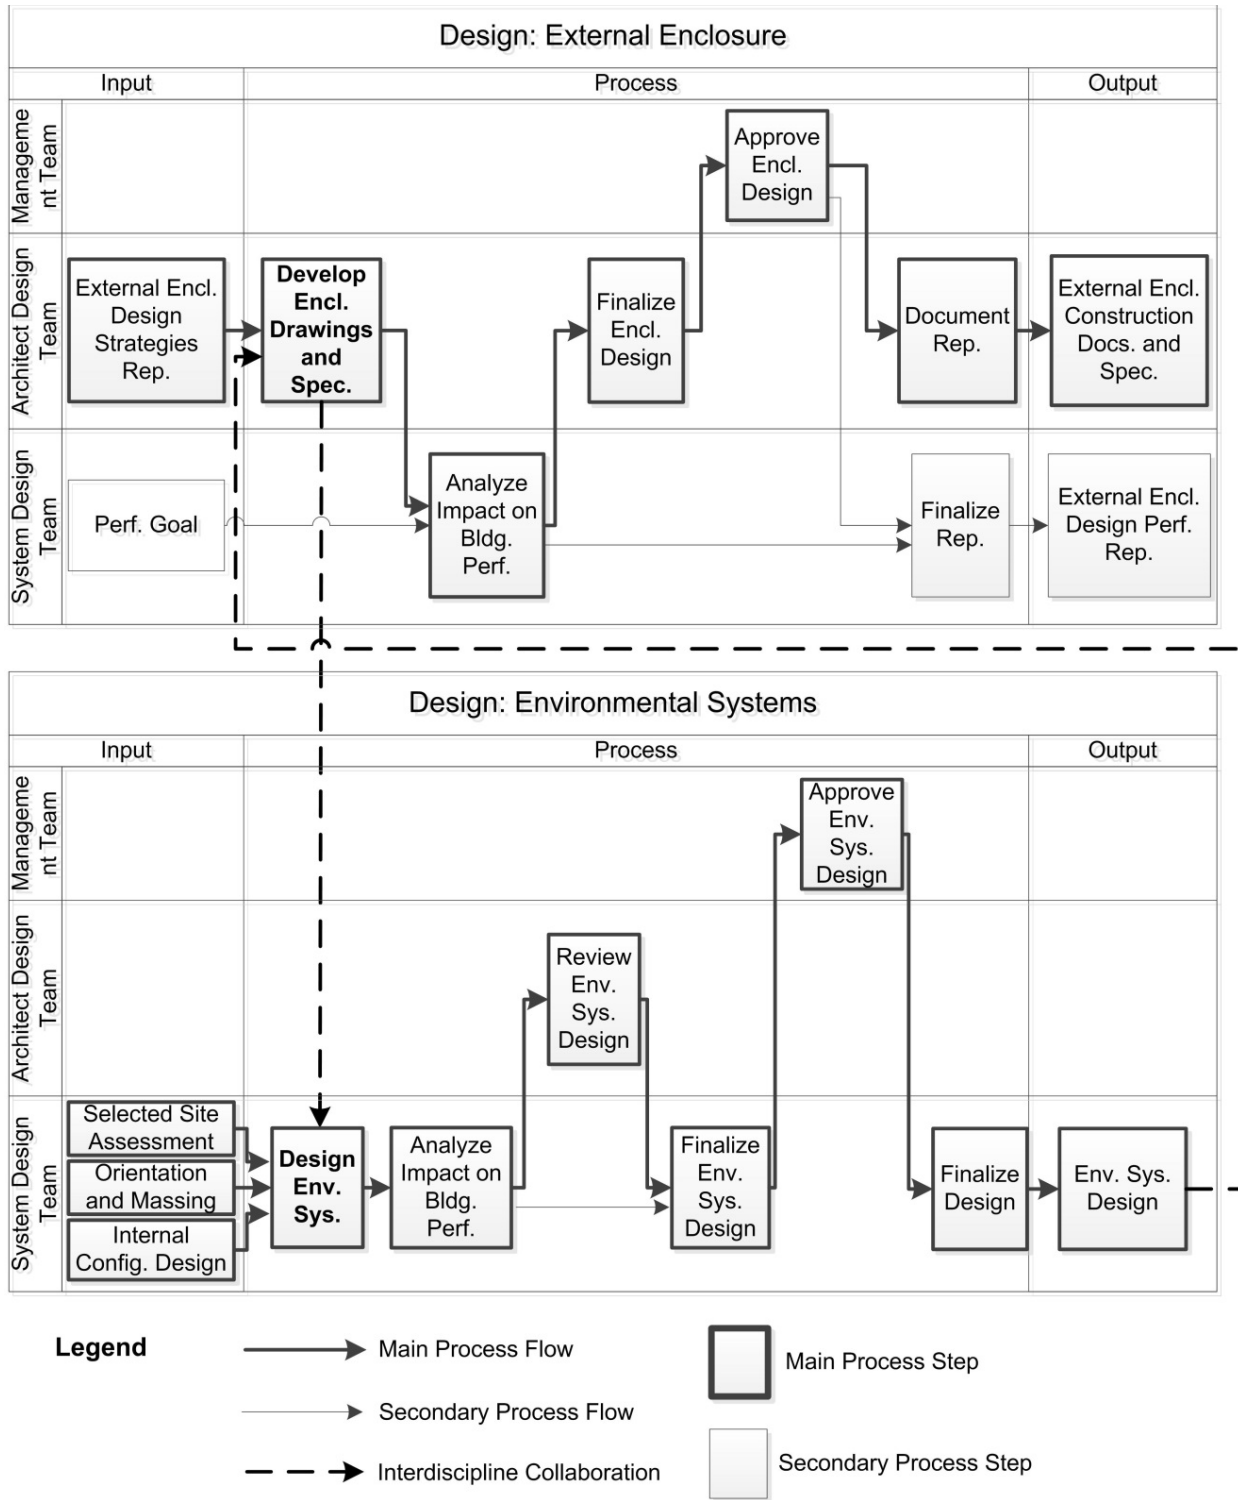 Design: External Enclosure
Input
Process
Output
Manageme
nt Team
Approve
Encl.
Design
Architect Design
Team
External Encl.
Design
Strategies
Rep.
Develop
Encl.
Drawings
and
Spec.
Finalize
Encl.
Design
Document
Rep.
External Encl.
Construction
Docs. and
Spec.
System Design
Team
Perf. Goal
Analyze
Impact on
Bldg.
Perf.
Finalize
Rep.
External Encl.
Design Perf.
Rep.
Design: Environmental Systems
Input
Process
Output
Manageme
nt Team
Approve
Env.
Sys.
Design
Architect Design
Team
Review
Env.
Sys.
Design
System Design
Team
Selected Site
Assessment
Orientation
and Massing
Internal
Config. Design
Design
Env.
Sys.
Analyze
Impact on
Bldg.
Perf.
Finalize
Env.
Sys.
Design
Finalize
Design
Env. Sys.
Design
Legend
Main Process Flow
Main Process Step
Secondary Process Flow
Secondary Process Step
Interdiscipline Collaboration